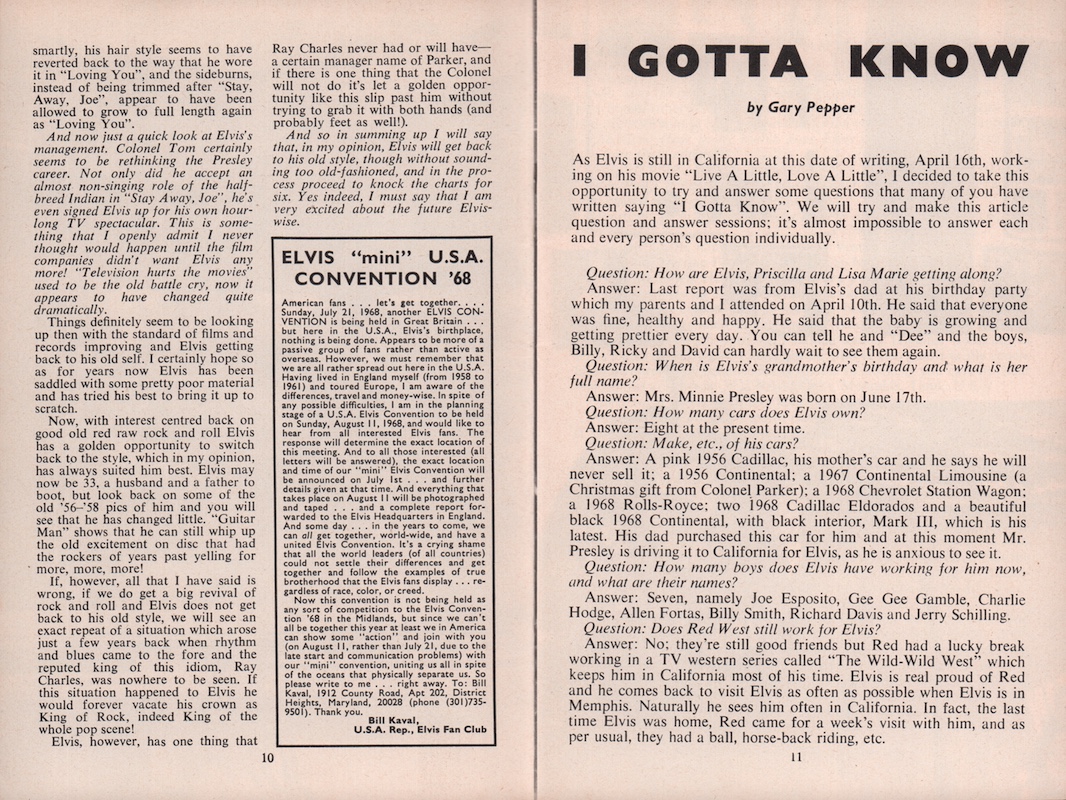 smartly, his hair style seems to have
reverted back to the way that he wore
it in “Loving You”, and the sideburns,
instead of being trimmed after “Stay,
Away, Joe”, appear to have been
allowed to grow to full length again
as “Loving You”.
And now just a quick look at Elvis's
management. Colonel Tom certainly
seems to be rethinking the Presley
career. Not only did he accept an
almost non-singing role of the half-
breed Indian in “Stay Away, Joe”, he's
even signed Elvis up for his own hour-
long TV spectacular. This is some-
thing that I openly admit I never
thought would happen until the film
companies didn't want Elvis any
more! “Television hurts the movies”
used to be the old battle cry, now it
appears to have changed quite
dramatically.
Things definitely seem to be looking
up then with the standard of films and
records improving and Elvis getting
back to his old self. I certainly hope so
as for years now Elvis has been
saddled with some pretty poor material
and has tried his best to bring it up to
scratch.
Now, with interest centred back on
good old red raw rock and roll Elvis
has a golden opportunity to switch
back to the style, which in my opinion,
has always suited him best. Elvis may
now be 33, a husband and a father to
boot, but look back on some of the
old '56–'58 pics of him and you will
see that he has changed little. “Guitar
Man” shows that he can still whip up
the old excitement on disc that had
the rockers of years past yelling for
more, more, more!
If, however, all that I have said is
wrong, if we do get a big revival of
rock and roll and Elvis does not get
back to his old style, we will see an
exact repeat of a situation which arose
just a few years back when rhythm
and blues came to the fore and the
reputed king of this idiom, Ray
Charles, was nowhere to be seen. If
this situation happened to Elvis he
would forever vacate his crown as
King of Rock, indeed King of the
whole pop scene!
Elvis, however, has one thing that
Ray Charles never had or will have—
a certain manager name of Parker, and
if there is one thing that the Colonel
will not do it's let a golden oppor-
tunity like this slip past him without
trying to grab it with both hands (and
probably feet as well!).
And so in summing up I will say
that, in my opinion, Elvis will get back
to his old style, though without sound-
ing too old-fashioned, and in the pro-
cess proceed to knock the charts for
six. Yes indeed, I must say that I am
very excited about the future Elvis-
wise.
ELVIS “mini” U.S.A.
CONVENTION '68
American fans . . . let's get together. . . .
Sunday, July 21, 1968, another ELVIS CON-
VENTION is being held in Great Britain . . .
but here in the U.S.A., Elvis's birthplace,
nothing is being done. Appears to be more of a
passive group of fans rather than active as
overseas. However, we must remember that
we are all rather spread out here in the U.S.A.
Having lived in England myself (from 1958 to
1961) and toured Europe, I am aware of the
differences, travel and money-wise. In spite of
any possible difficulties, I am in the planning
stage of a U.S.A. Elvis Convention to be held
on Sunday, August 11, 1968, and would like to
hear from all interested Elvis fans. The
response will determine the exact location of
this meeting. And to all those interested (all
letters will be answered), the exact location
and time of our “mini” Elvis Convention will
be announced on July 1st . . . and further
details given at that time. And everything that
takes place on August 11 will be photographed
and taped . . . and a complete report for-
warded to the Elvis Headquarters in England.
And some day . . . in the years to come, we
can all get together, world-wide, and have a
united Elvis Convention. It's a crying shame
that all the world leaders (of all countries)
could not settle their differences and get
together and follow the examples of true
brotherhood that the Elvis fans display . . . re-
gardless of race, color, or creed.
Now this convention is not being held as
any sort of competition to the Elvis Conven-
tion '68 in the Midlands, but since we can't
all be together this year at least we in America
can show some “action” and join with you
(on August 11, rather than July 21, due to the
late start and communication problems) with
our “mini” convention, uniting us all in spite
of the oceans that physically separate us. So
please write to me . . . right away. To: Bill
Kaval, 1912 County Road, Apt 202, District
Heights, Maryland, 20028 (phone (301)735-
9501). Thank you.
Bill Kaval,
U.S.A. Rep., Elvis Fan Club
10
I GOTTA KNOW
by Gary Pepper
As Elvis is still in California at this date of writing, April 16th, work-
ing on his movie “Live A Little, Love A Little”, I decided to take this
opportunity to try and answer some questions that many of you have
written saying “I Gotta Know”. We will try and make this article
question and answer sessions; it's almost impossible to answer each
and every person's question individually.
Question: How are Elvis, Priscilla and Lisa Marie getting along?
Answer: Last report was from Elvis's dad at his birthday party
which my parents and I attended on April 10th. He said that everyone
was fine, healthy and happy. He said that the baby is growing and
getting prettier every day. You can tell he and “Dee” and the boys,
Billy, Ricky and David can hardly wait to see them again.
Question: When is Elvis's grandmother's birthday and what is her
full name?
Answer: Mrs. Minnie Presley was born on June 17th.
Question: How many cars does Elvis own?
Answer: Eight at the present time.
Question: Make, etc., of his cars?
Answer: A pink 1956 Cadillac, his mother's car and he says he will
never sell it; a 1956 Continental; a 1967 Continental Limousine (a
Christmas gift from Colonel Parker); a 1968 Chevrolet Station Wagon;
a 1968 Rolls-Royce; two 1968 Cadillac Eldorados and a beautiful
black 1968 Continental, with black interior, Mark III, which is his
latest. His dad purchased this car for him and at this moment Mr.
Presley is driving it to California for Elvis, as he is anxious to see it.
Question: How many boys does Elvis have working for him now,
and what are their names?
Answer: Seven, namely Joe Esposito, Gee Gee Gamble, Charlie
Hodge, Allen Fortas, Billy Smith, Richard Davis and Jerry Schilling.
Question: Does Red West still work for Elvis?
Answer: No; they're still good friends but Red had a lucky break
working in a TV western series called “The Wild-Wild West” which
keeps him in California most of his time. Elvis is real proud of Red
and he comes back to visit Elvis as often as possible when Elvis is in
Memphis. Naturally he sees him often in California. In fact, the last
time Elvis was home, Red came for a week's visit with him, and as
per usual, they had a ball, horse-back riding, etc.
11